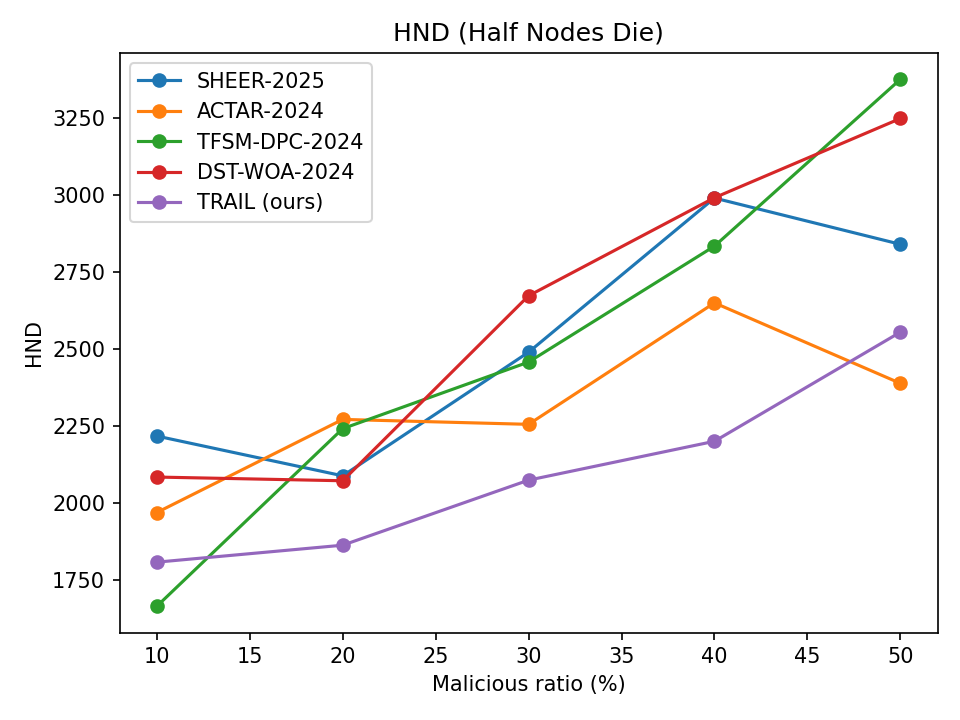 HND (Half Nodes Die)
SHEER-2025
ACTAR-2024
TFSM-DPC-2024
DST-WOA-2024
TRAIL (ours)
3250
3000
2750
2500
2250
2000
1750
HND
10 15 20 25 30 35 40 45 50
Malicious ratio (%)